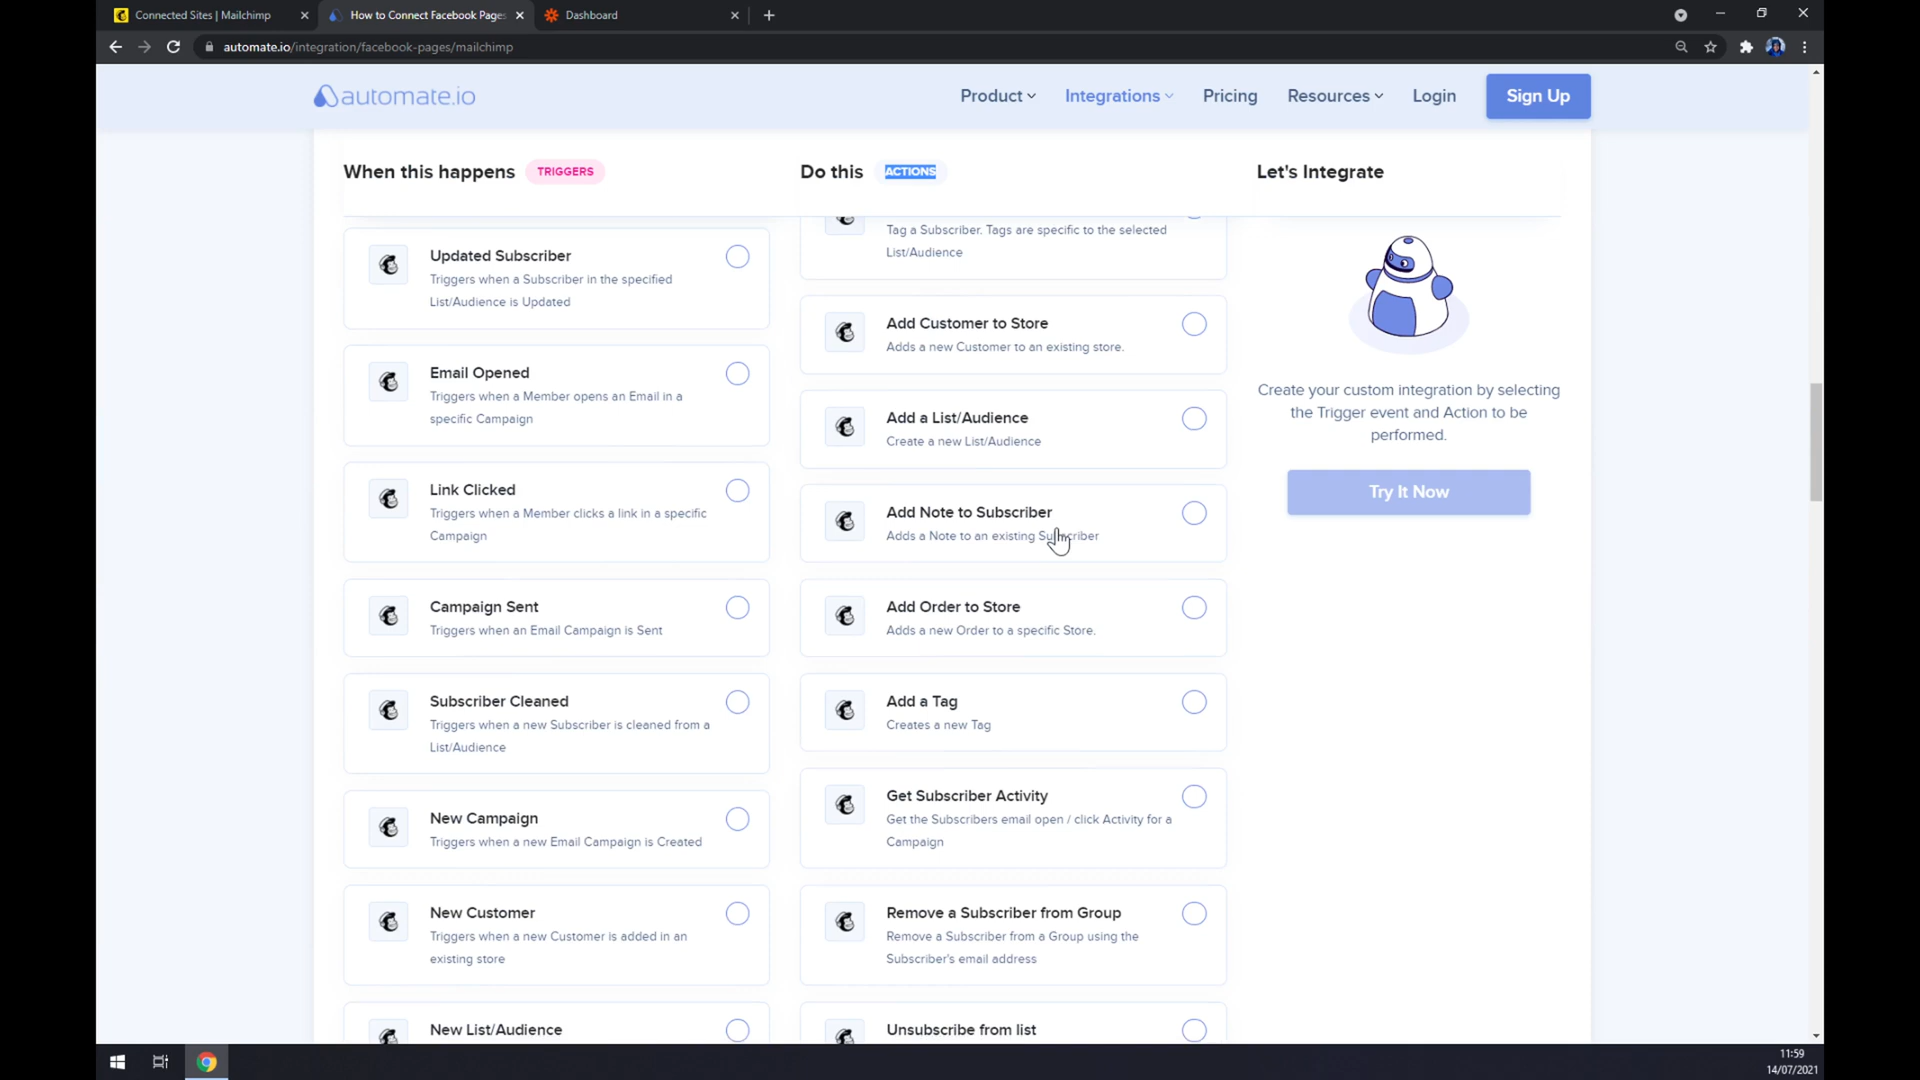 Connected Sites | Mailchimp
How to Connect Facebook Pages
Dashboard
automate.io/integration/facebook-pages/mailchimp
automate.io
Product
Integrations
Pricing
Resources
Login
Sign Up
When this happens
TRIGGERS
Do this
ACTIONS
Let's Integrate
Updated Subscriber
Triggers when a Subscriber in the specified
List/Audience is Updated
Email Opened
Triggers when a Member opens an Email in a
specific Campaign
Link Clicked
Triggers when a Member clicks a link in a specific
Campaign
Campaign Sent
Triggers when an Email Campaign is Sent
Subscriber Cleaned
Triggers when a new Subscriber is cleaned from a
List/Audience
New Campaign
Triggers when a new Email Campaign is Created
New Customer
Triggers when a new Customer is added in an
existing store
New List/Audience
Tag a Subscriber. Tags are specific to the selected
List/Audience
Add Customer to Store
Adds a new Customer to an existing store.
Add a List/Audience
Create a new List/Audience
Add Note to Subscriber
Adds a Note to an existing Subscriber
Add Order to Store
Adds a new Order to a specific Store.
Add a Tag
Creates a new Tag
Get Subscriber Activity
Get the Subscribers email open / click Activity for a
Campaign
Remove a Subscriber from Group
Remove a Subscriber from a Group using the
Subscriber's email address
Unsubscribe from list
Create your custom integration by selecting
the Trigger event and Action to be
performed.
Try It Now
11:59
14/07/2021